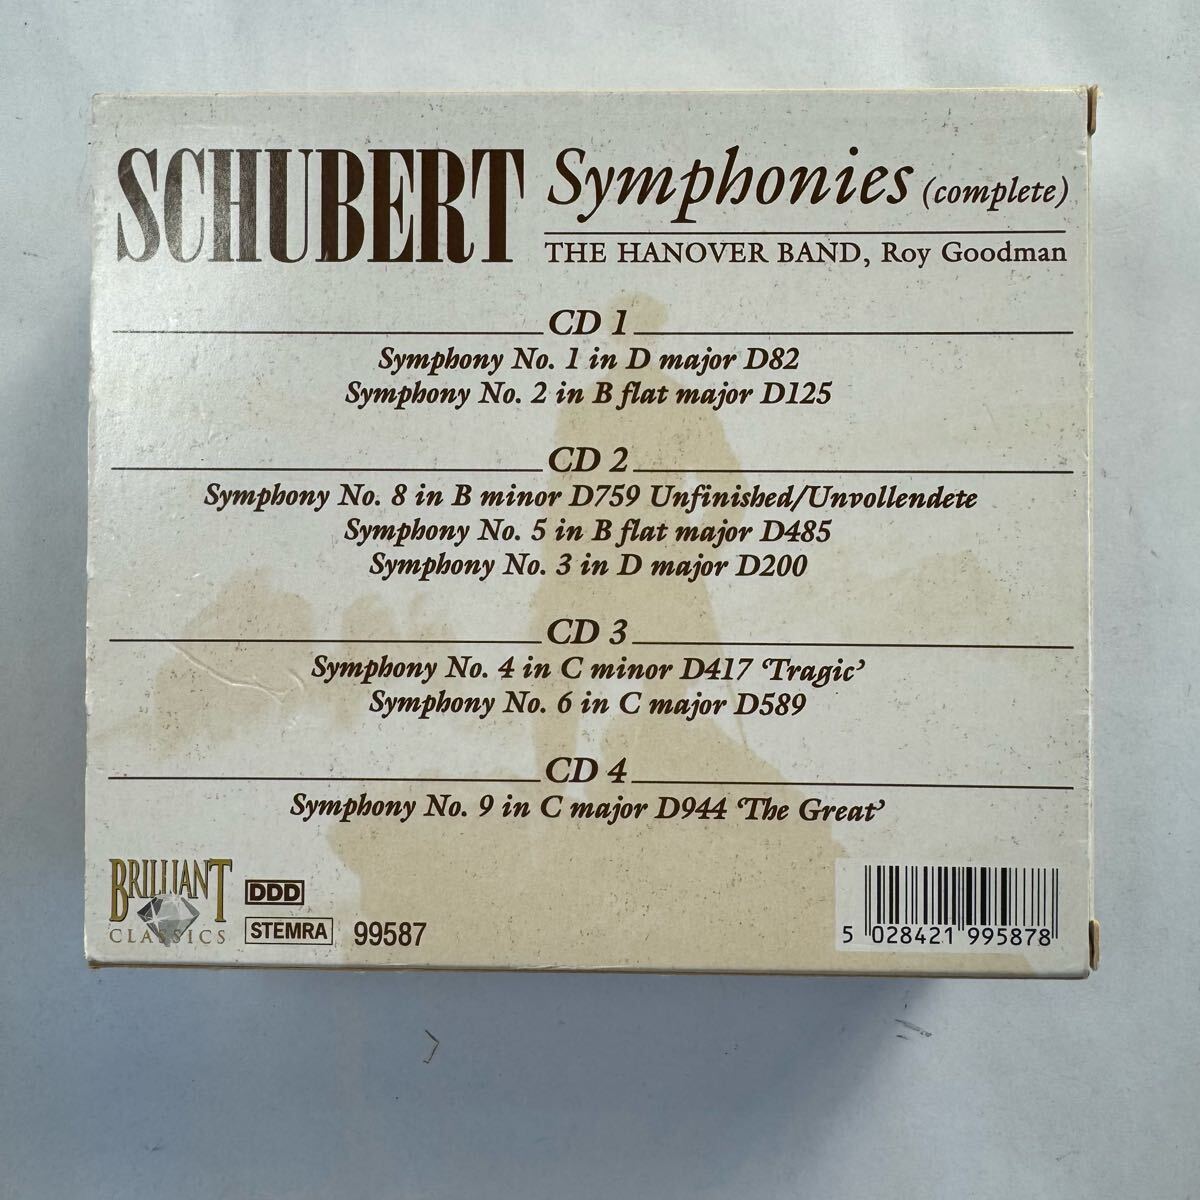 SCHUBERT Symphonies (complete)
THE HANOVER BAND, Roy Goodman
CD 1
Symphony No. 1 in D major D82
Symphony No. 2 in B flat major D125
CD 2
Symphony No. 8 in B minor D759 Unfinished/Unvollendete
Symphony No. 5 in B flat major D485
Symphony No. 3 in D major D200
CD 3
Symphony No. 4 in C minor D417 ‘Tragic’
Symphony No. 6 in C major D589
CD 4
Symphony No. 9 in C major D944 ‘The Great’
BRILLIANT
CLASSICS
DDD
STEMRA 99587
5 028421 995878